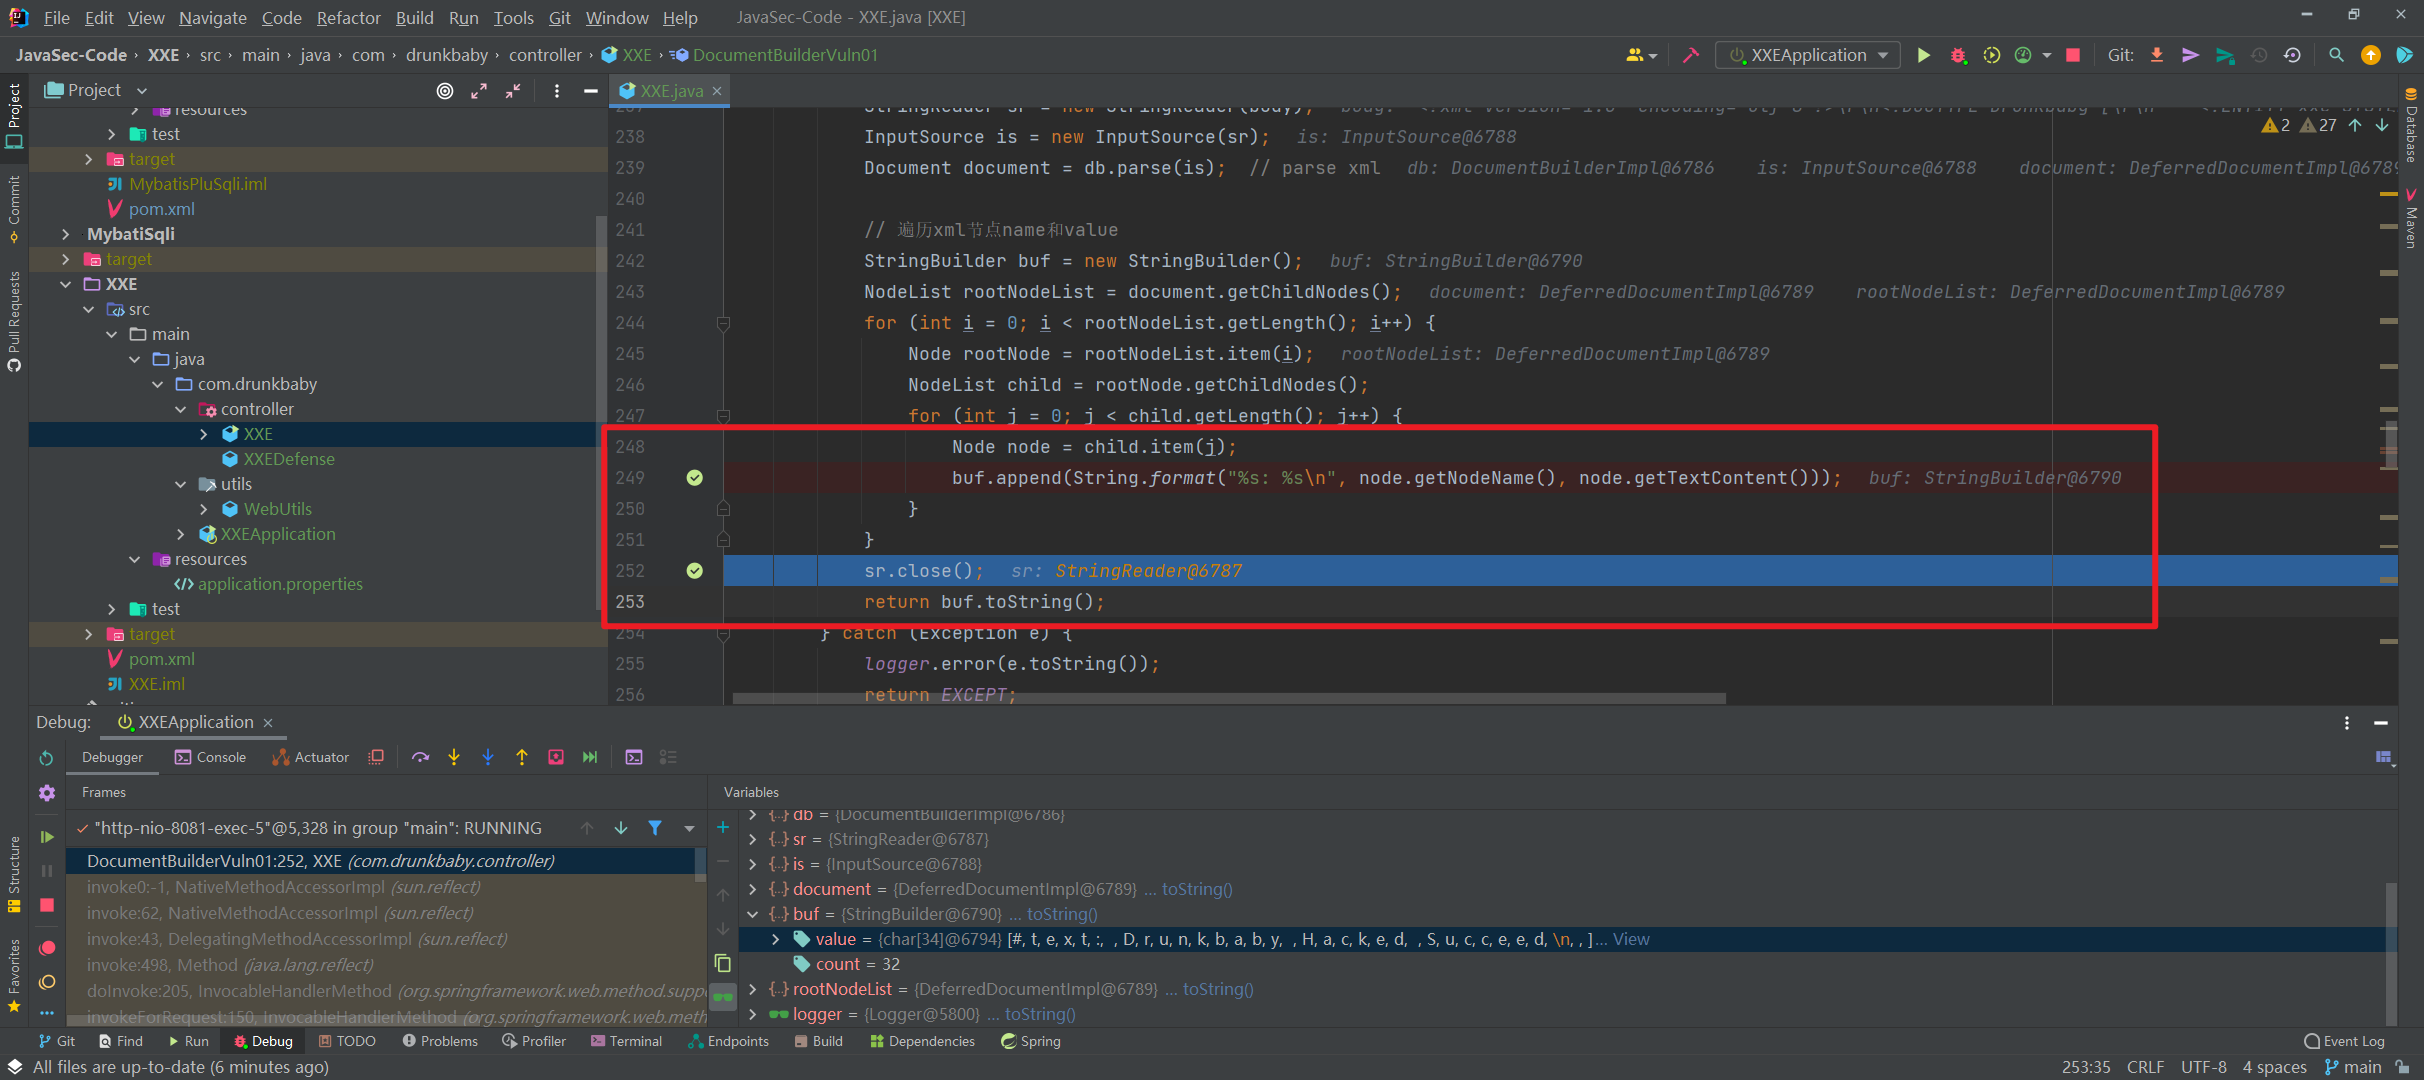 File Edit View Navigate Code Refactor Build Run Tools Git Window Help JavaSec-Code - XXE.java [XXE]
JavaSec-Code › XXE › src › main › java › com › drunkbaby › controller › XXE › DocumentBuilderVuln01 XXEApplication Git:
Project
XXE.java ×
resources
test
target
MybatisPluSqli.iml
pom.xml
MybatiSqli
target
XXE
src
main
java
com.drunkbaby
controller
XXE
XXEDefense
utils
WebUtils
XXEApplication
resources
application.properties
test
target
pom.xml
XXE.iml
2 27
238 InputSource is = new InputSource(sr); is: InputSource@6788
239 Document document = db.parse(is); // parse xml db: DocumentBuilderImpl@6786 is: InputSource@6788 document: DeferredDocumentImpl@6789
240
241 // 遍历xml节点name和value
242 StringBuilder buf = new StringBuilder(); buf: StringBuilder@6790
243 NodeList rootNodeList = document.getChildNodes(); document: DeferredDocumentImpl@6789 rootNodeList: DeferredDocumentImpl@6789
244 for (int i = 0; i < rootNodeList.getLength(); i++) {
245 Node rootNode = rootNodeList.item(i); rootNodeList: DeferredDocumentImpl@6789
246 NodeList child = rootNode.getChildNodes();
247 for (int j = 0; j < child.getLength(); j++) {
248 Node node = child.item(j);
249 buf.append(String.format("%s: %s\n", node.getNodeName(), node.getTextContent())); buf: StringBuilder@6790
250 }
251 }
252 sr.close(); sr: StringReader@6787
253 return buf.toString();
254 } catch (Exception e) {
255 logger.error(e.toString());
256 return EXCEPT;
Project
Commit
Pull Requests
Structure
Favorites
Database
Maven
Debug: XXEApplication ×
Debugger Console Actuator
Frames
"http-nio-8081-exec-5"@5,328 in group "main": RUNNING
DocumentBuilderVuln01:252, XXE (com.drunkbaby.controller)
invoke0:-1, NativeMethodAccessorImpl (sun.reflect)
invoke:62, NativeMethodAccessorImpl (sun.reflect)
invoke:43, DelegatingMethodAccessorImpl (sun.reflect)
invoke:498, Method (java.lang.reflect)
doInvoke:205, InvocableHandlerMethod (org.springframework.web.method.suppo
invokeForRequest:150, InvocableHandlerMethod (org.springframework.web.meth
Variables
db = {DocumentBuilderImpl@6786}
sr = {StringReader@6787}
is = {InputSource@6788}
document = {DeferredDocumentImpl@6789} ... toString()
buf = {StringBuilder@6790} ... toString()
value = {char[34]@6794} [#, t, e, x, t, :, , D, r, u, n, k, b, a, b, y, , H, a, c, k, e, d, , S, u, c, c, e, e, d, \n, , ] ... View
count = 32
rootNodeList = {DeferredDocumentImpl@6789} ... toString()
logger = {Logger@5800} ... toString()
Git Find Run Debug TODO Problems Profiler Terminal Endpoints Build Dependencies Spring Event Log
All files are up-to-date (6 minutes ago) 253:35 CRLF UTF-8 4 spaces main